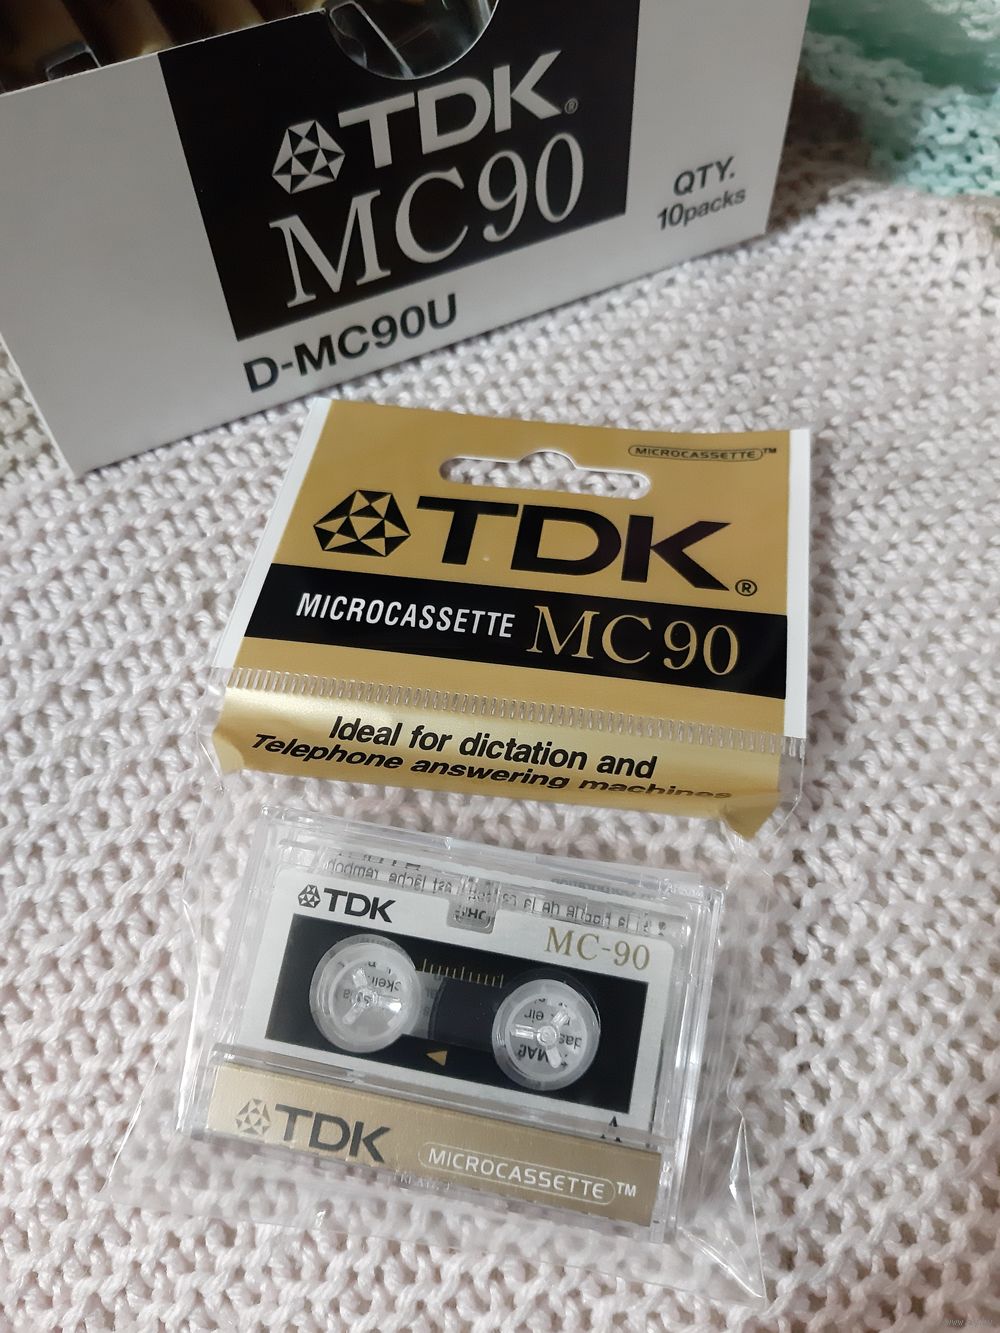 TDK®
MC90
QTY.
10packs
D-MC90U
MICROCASSETTE™
TDK®
MICROCASSETTE MC90
Ideal for dictation and
Telephone answering machines
TDK
MC-90
A
TDK
MICROCASSETTE™